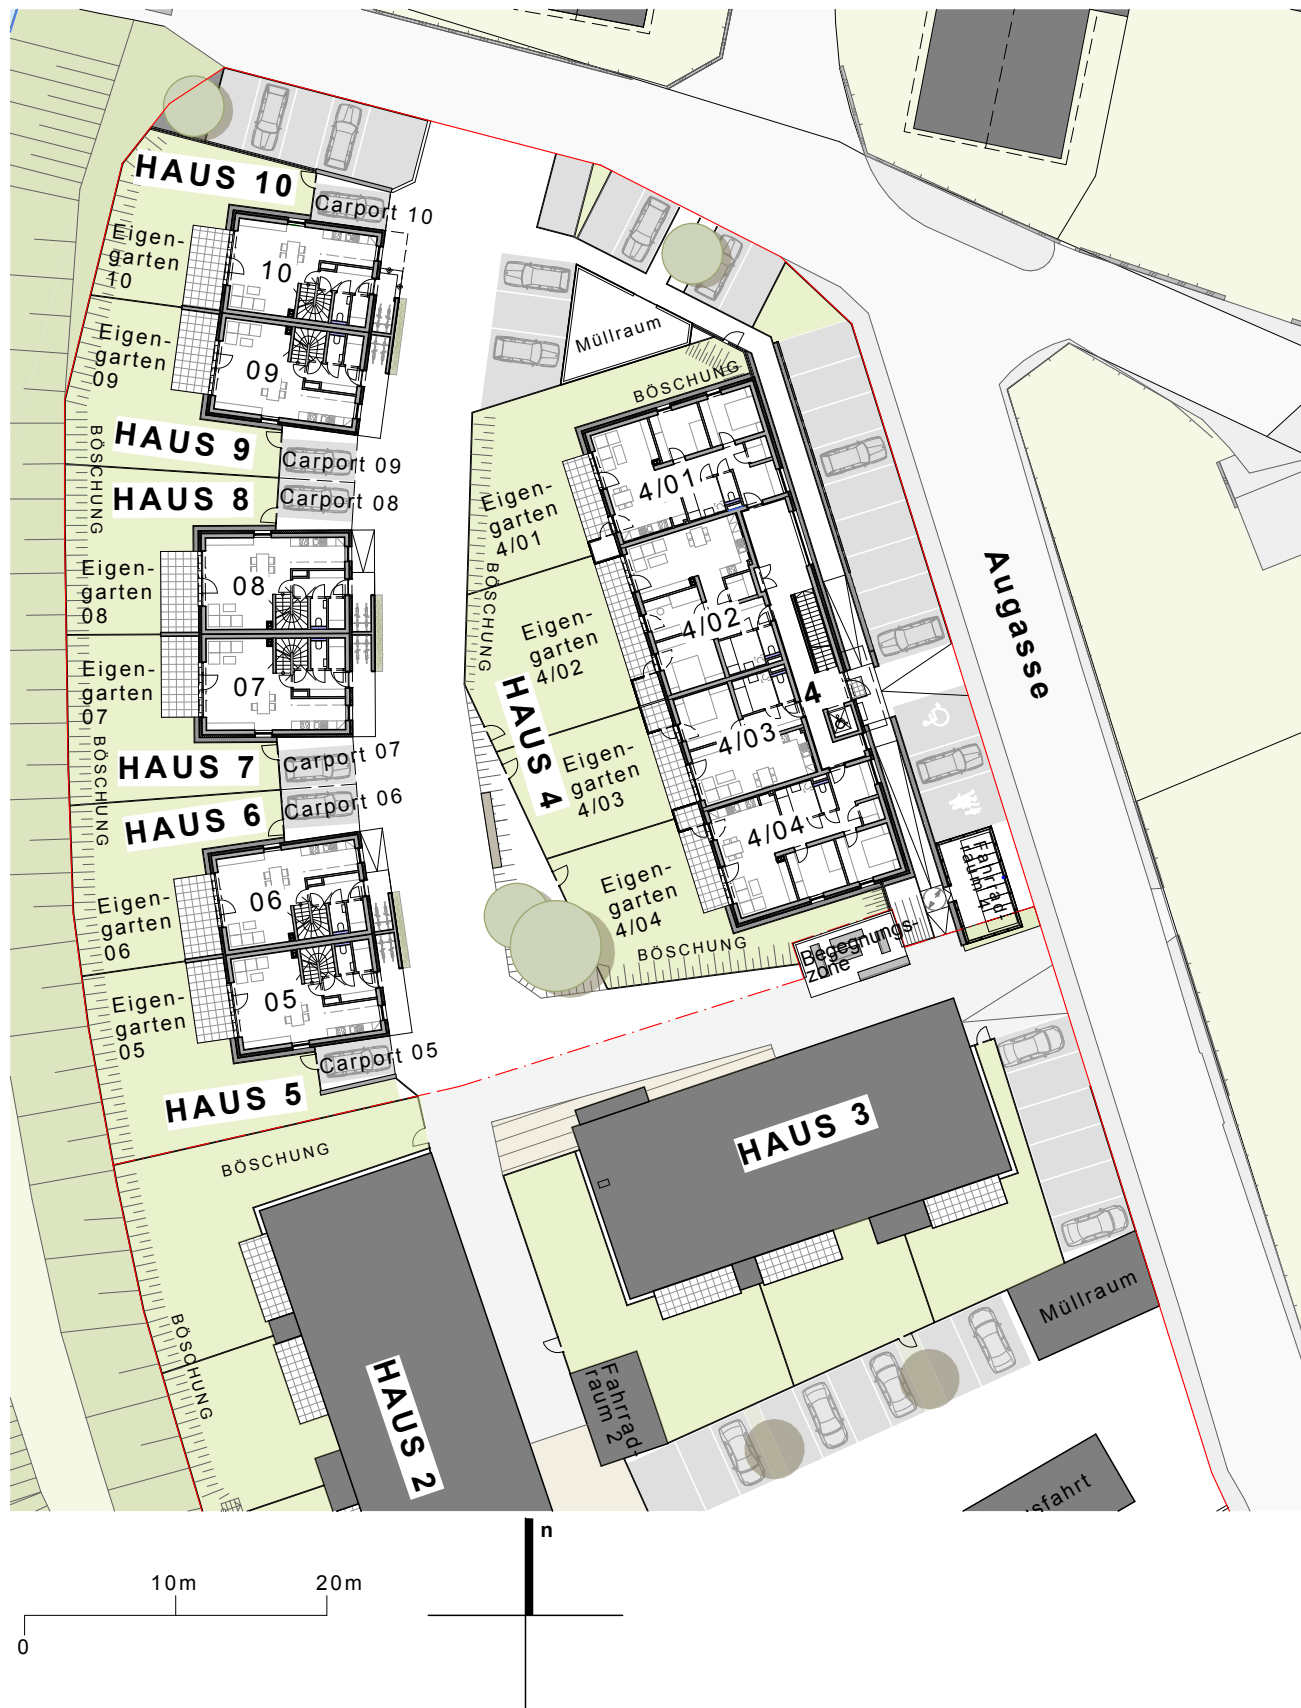 HAUS 10
Carport 10
Eigen-
garten
10
10
Eigen-
garten
09
09
Müllraum
BÖSCHUNG
HAUS 9
Carport 09
BÖSCHUNG
HAUS 8
Carport 08
4/01
Eigen-
garten
4/01
BÖSCHUNG
Eigen-
garten
08
08
4/02
Eigen-
garten
4/02
Augasse
Eigen-
garten
07
07
HAUS 4
4
4/03
Eigen-
garten
4/03
HAUS 7
Carport 07
BÖSCHUNG
HAUS 6
Carport 06
4/04
Eigen-
garten
4/04
Fahrrad-
raum 4
Eigen-
garten
06
06
BÖSCHUNG
Begegnungs-
zone
Eigen-
garten
05
05
Carport 05
HAUS 5
HAUS 3
BÖSCHUNG
Müllraum
BÖSCHUNG
HAUS 2
Fahrrad-
raum 2
usfahrt
n
10m
20m
0